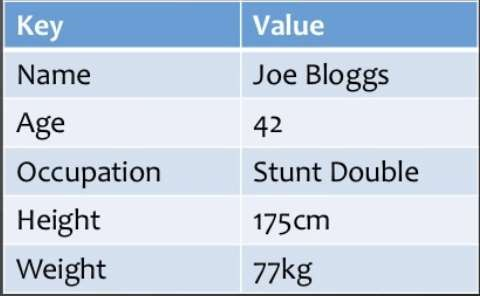 Key Value
Name Joe Bloggs
Age 42
Occupation Stunt Double
Height 175cm
Weight 77kg